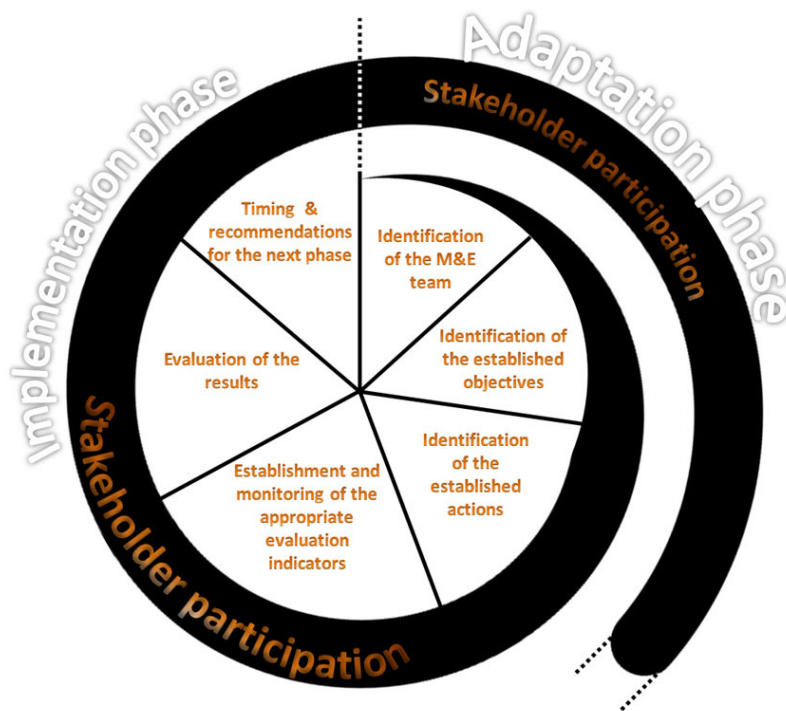 Adaptation phase
Implementation phase
Stakeholder participation
Timing &
recommendations
for the next phase
Identification
of the M&E
team
Identification of
the established
objectives
Identification
of the
established
actions
Establishment and
monitoring of the
appropriate
evaluation
indicators
Evaluation of the
results
Stakeholder participation